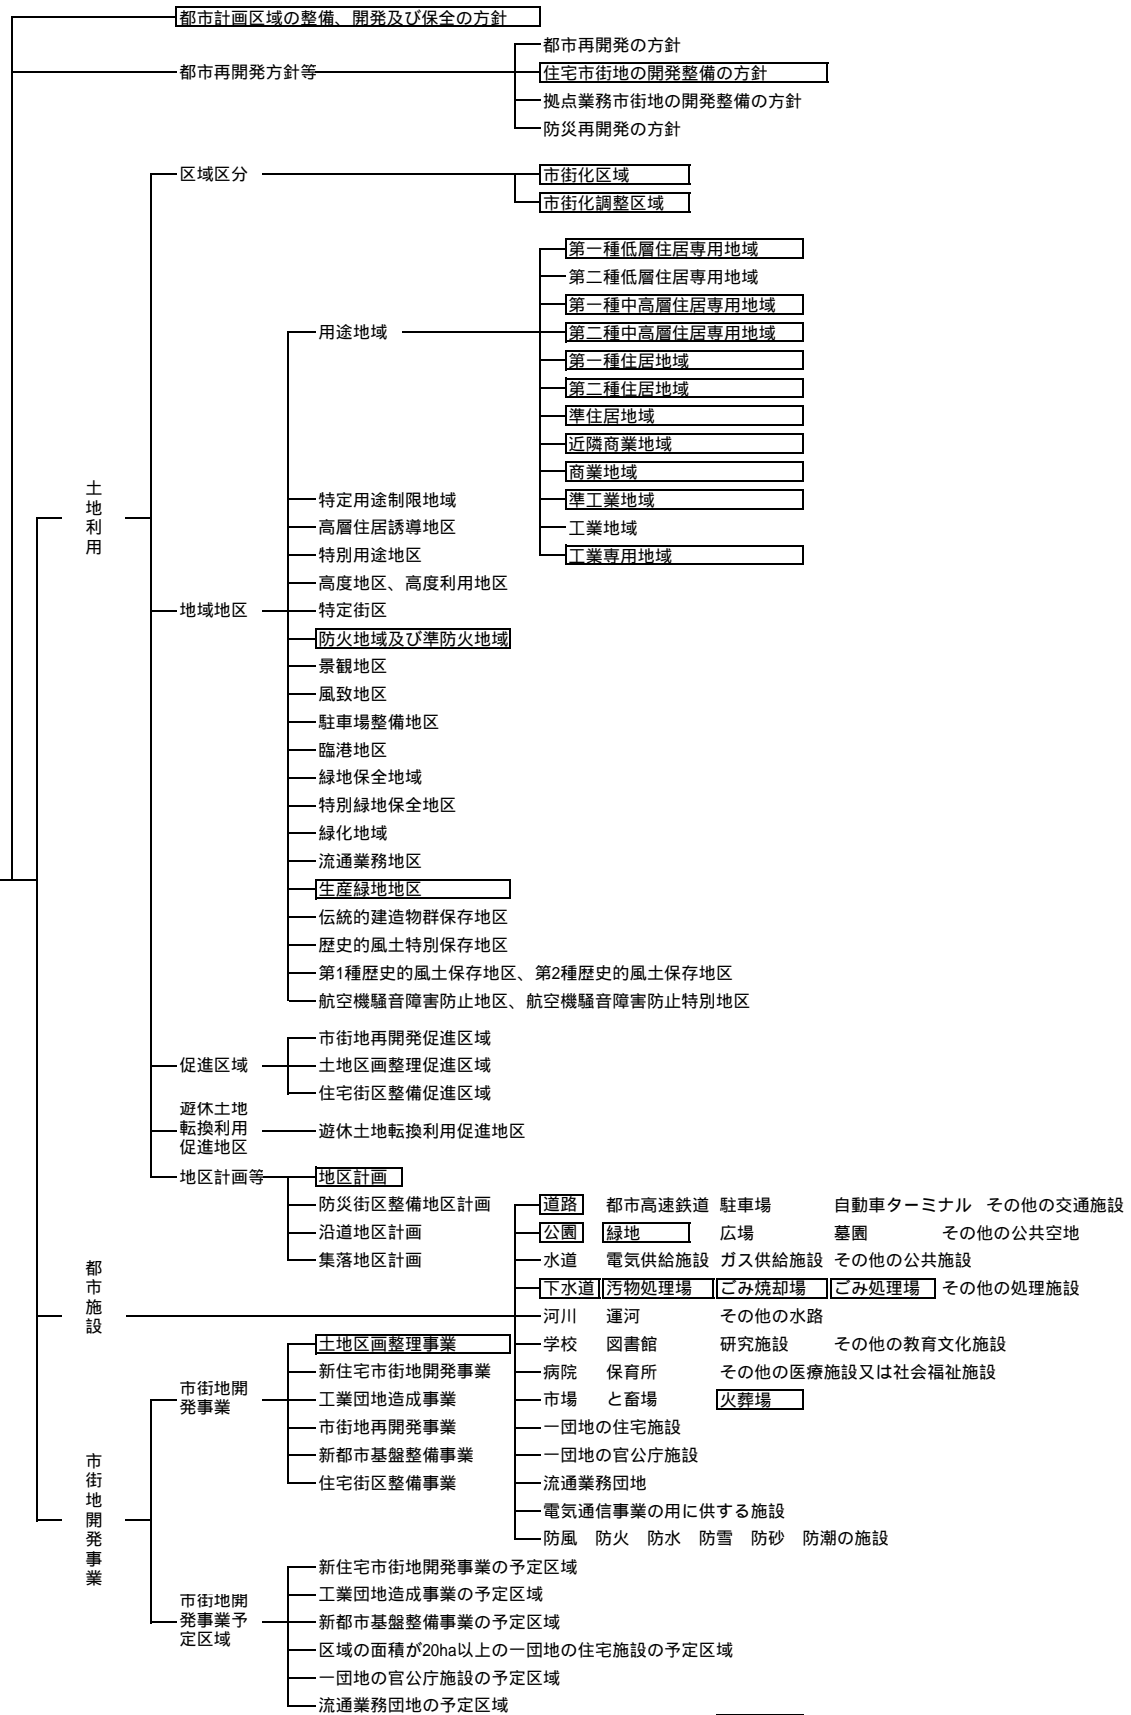 都市計画区域の整備、開発及び保全の方針
都市再開発方針等
都市再開発の方針
住宅市街地の開発整備の方針
拠点業務市街地の開発整備の方針
防災再開発の方針
土地利用
区域区分
市街化区域
市街化調整区域
地域地区
用途地域
第一種低層住居専用地域
第二種低層住居専用地域
第一種中高層住居専用地域
第二種中高層住居専用地域
第一種住居地域
第二種住居地域
準住居地域
近隣商業地域
商業地域
準工業地域
工業地域
工業専用地域
特定用途制限地域
高層住居誘導地区
特別用途地区
高度地区、高度利用地区
特定街区
防火地域及び準防火地域
景観地区
風致地区
駐車場整備地区
臨港地区
緑地保全地域
特別緑地保全地区
緑化地域
流通業務地区
生産緑地地区
伝統的建造物群保存地区
歴史的風土特別保存地区
第1種歴史的風土保存地区、第2種歴史的風土保存地区
航空機騒音障害防止地区、航空機騒音障害防止特別地区
促進区域
市街地再開発促進区域
土地区画整理促進区域
住宅街区整備促進区域
遊休土地
転換利用
促進地区
遊休土地転換利用促進地区
地区計画等
地区計画
防災街区整備地区計画
沿道地区計画
集落地区計画
都市施設
道路 都市高速鉄道 駐車場 自動車ターミナル その他の交通施設
公園 緑地 広場 墓園 その他の公共空地
水道 電気供給施設 ガス供給施設 その他の公共施設
下水道 汚物処理場 ごみ焼却場 ごみ処理場 その他の処理施設
河川 運河 その他の水路
学校 図書館 研究施設 その他の教育文化施設
病院 保育所 その他の医療施設又は社会福祉施設
市場 と畜場 火葬場
一団地の住宅施設
一団地の官公庁施設
流通業務団地
電気通信事業の用に供する施設
防風 防火 防水 防雪 防砂 防潮の施設
市街地開発事業
市街地開
発事業
土地区画整理事業
新住宅市街地開発事業
工業団地造成事業
市街地再開発事業
新都市基盤整備事業
住宅街区整備事業
市街地開
発事業予
定区域
新住宅市街地開発事業の予定区域
工業団地造成事業の予定区域
新都市基盤整備事業の予定区域
区域の面積が20ha以上の一団地の住宅施設の予定区域
一団地の官公庁施設の予定区域
流通業務団地の予定区域